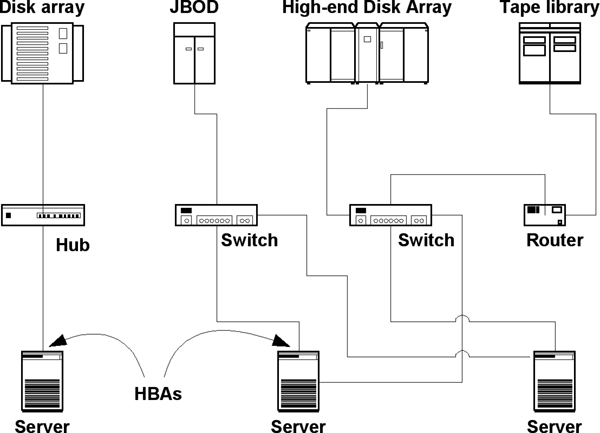 Disk array
JBOD
High-end Disk Array
Tape library
Hub
Switch
Switch
Router
HBAs
Server
Server
Server